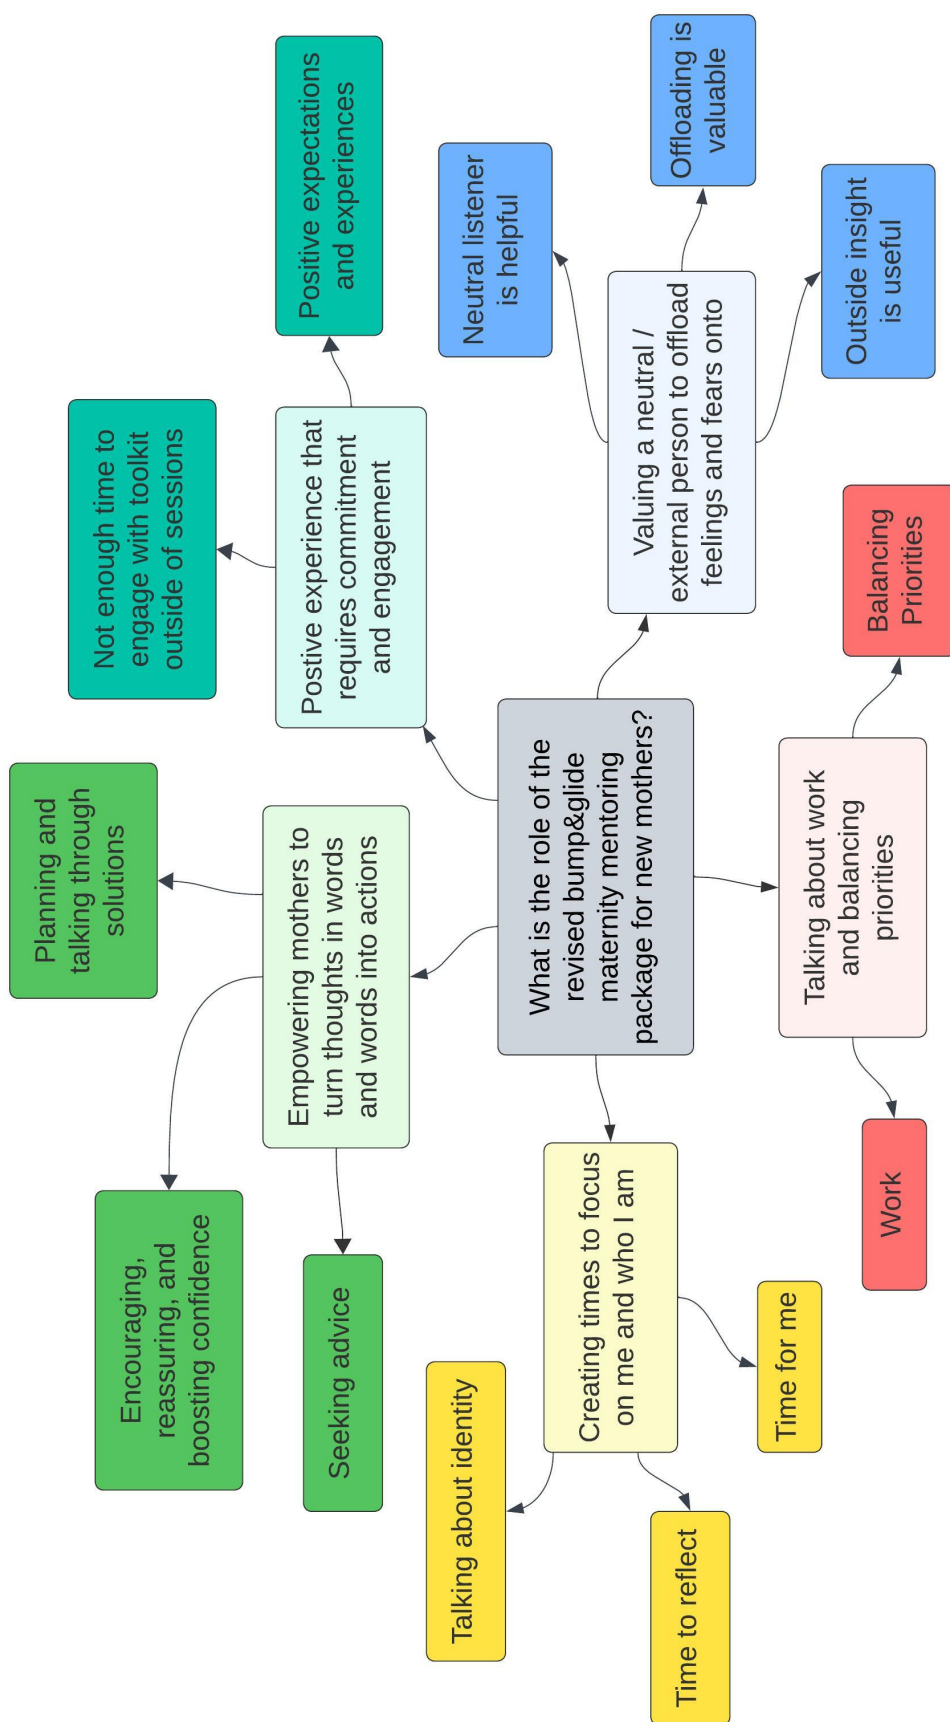 Encouraging,
reassuring, and
boosting confidence
Planning and
talking through
solutions
Not enough time to
engage with toolkit
outside of sessions
Positive expectations
and experiences
Seeking advice
Empowering mothers to
turn thoughts in words
and words into actions
Postive experience that
requires commitment
and engagement
Talking about identity
Neutral listener
is helpful
Creating times to focus
on me and who I am
What is the role of the
revised bump&glide
maternity mentoring
package for new mothers?
Valuing a neutral /
external person to offload
feelings and fears onto
Offloading is
valuable
Time to reflect
Time for me
Talking about work
and balancing
priorities
Outside insight
is useful
Work
Balancing
Priorities